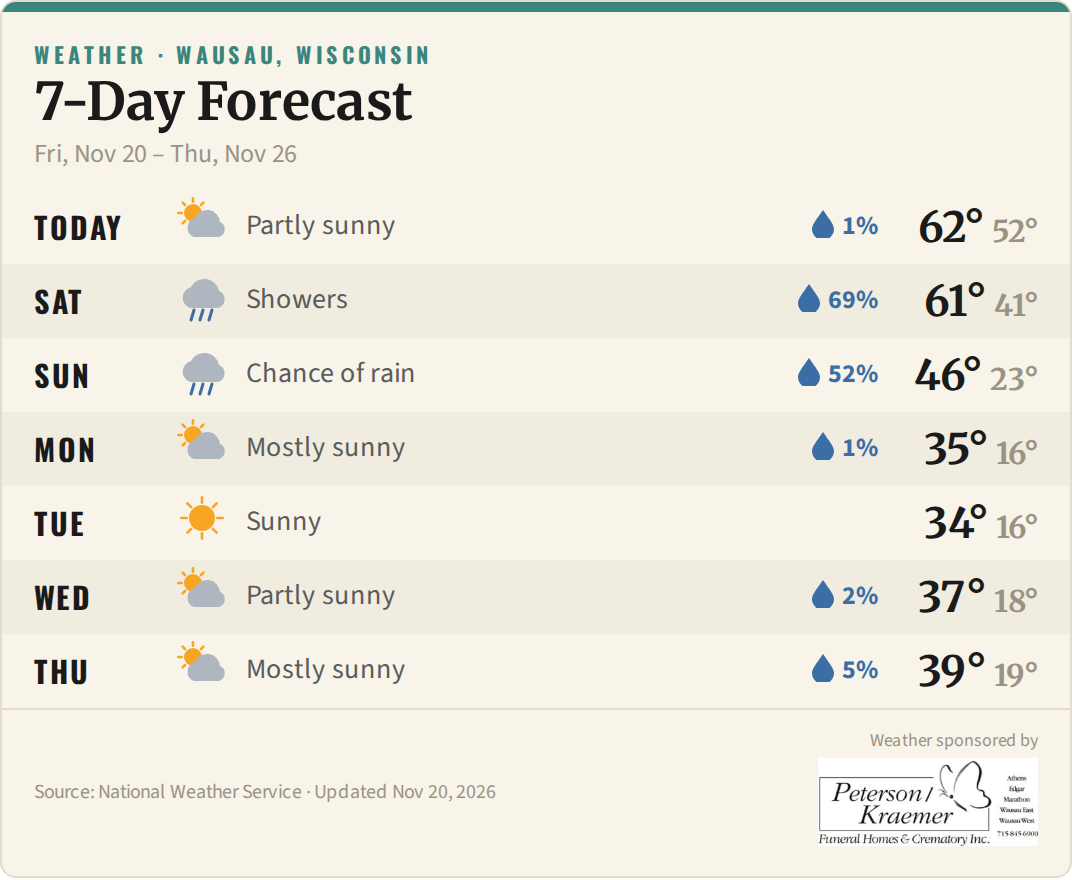 WEATHER · WAUSAU, WISCONSIN
7-Day Forecast
Fri, Nov 20 – Thu, Nov 26
TODAY Partly sunny 1% 62° 52°
SAT Showers 69% 61° 41°
SUN Chance of rain 52% 46° 23°
MON Mostly sunny 1% 35° 16°
TUE Sunny 34° 16°
WED Partly sunny 2% 37° 18°
THU Mostly sunny 5% 39° 19°
Weather sponsored by
Source: National Weather Service · Updated Nov 20, 2026
Peterson/
Kraemer
Funeral Homes & Crematory Inc.
Athens
Edgar
Marathon
Wausau East
Wausau West
715-845-6900